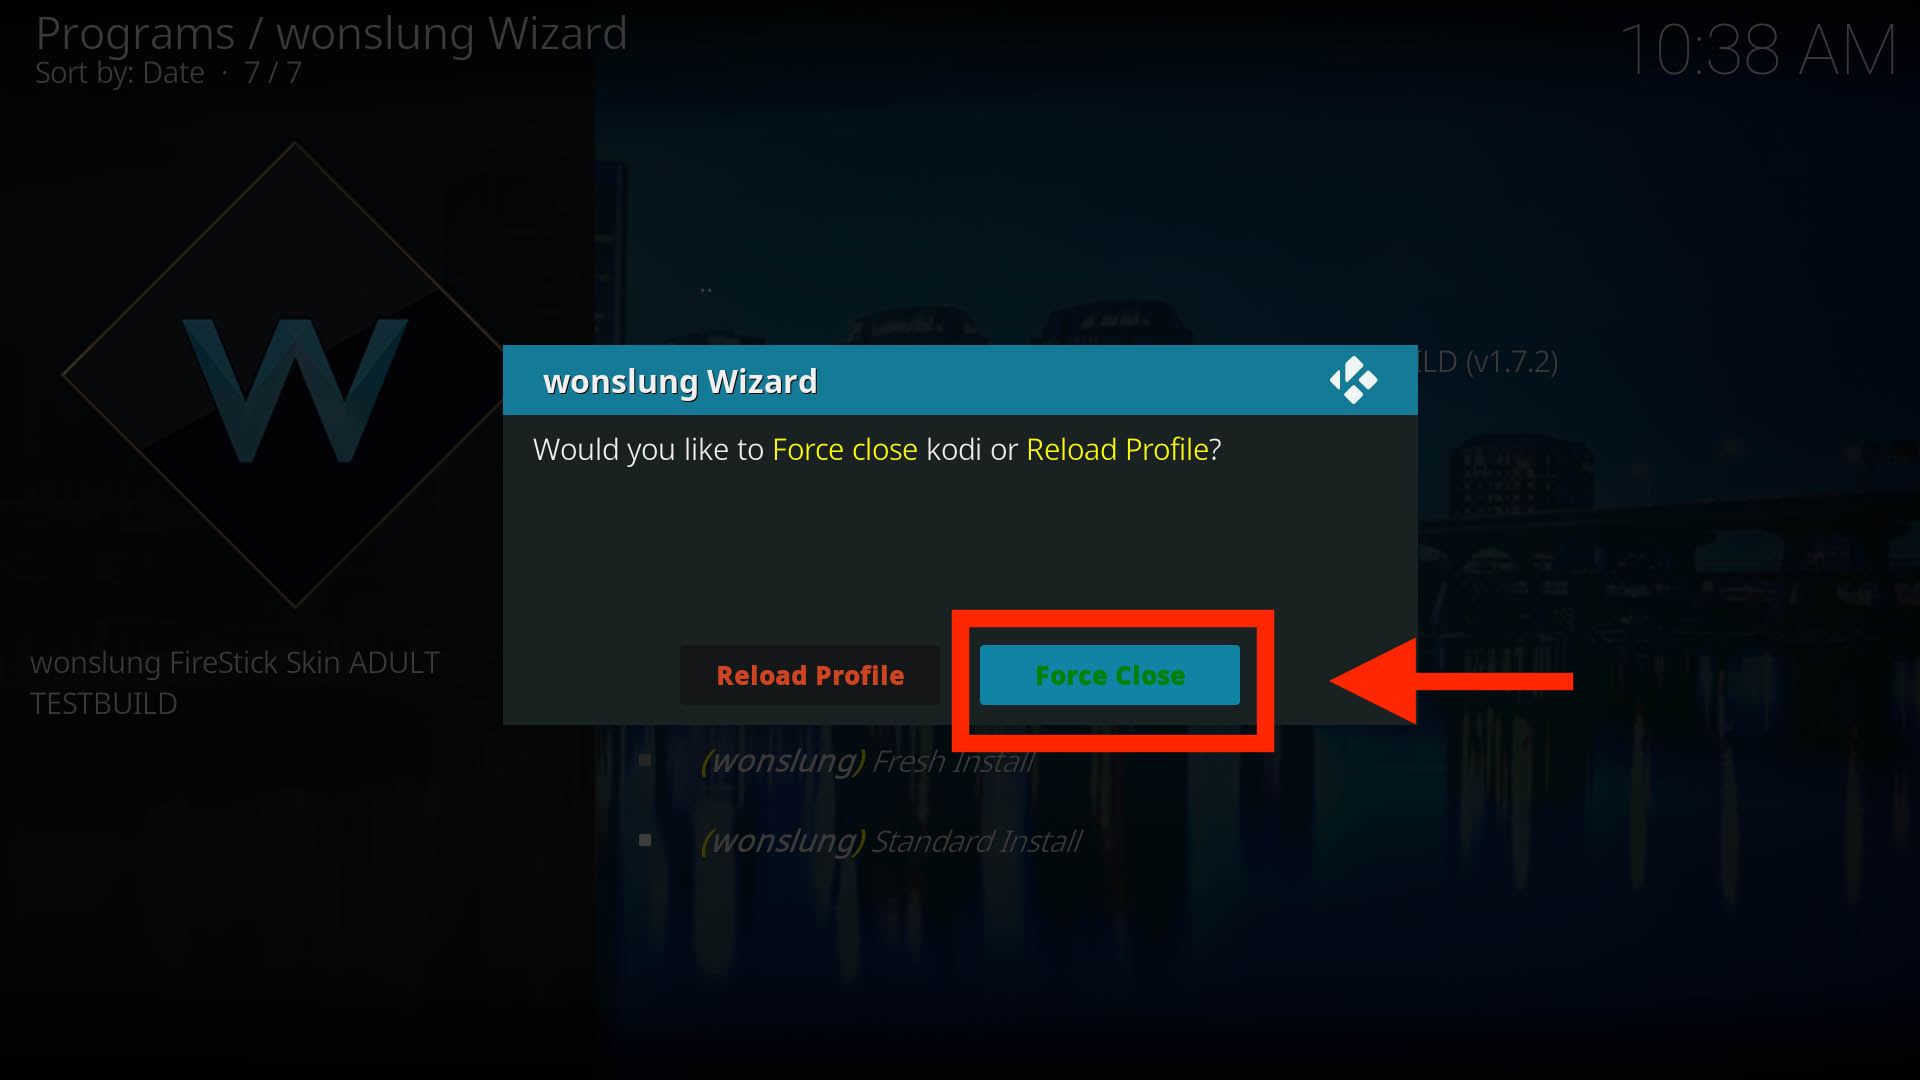 Programs / wonslung Wizard
Sort by: Date · 7 / 7
10:38 AM
..
LD (v1.7.2)
wonslung Wizard
Would you like to Force close kodi or Reload Profile?
Reload Profile
Force Close
W
wonslung FireStick Skin ADULT
TESTBUILD
(wonslung) Fresh Install
(wonslung) Standard Install